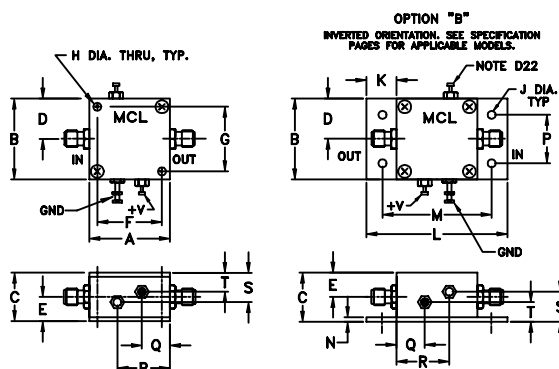 OPTION "B"
INVERTED ORIENTATION. SEE SPECIFICATION
PAGES FOR APPLICABLE MODELS.
H DIA. THRU, TYP.
D
B
MCL
IN
OUT
G
GND
+V
F
A
K
NOTE D22
J DIA.
TYP
D
B
MCL
OUT
IN
P
+V
M
L
GND
C
E
T
S
Q
R
C
E
N
Q
R
T
S